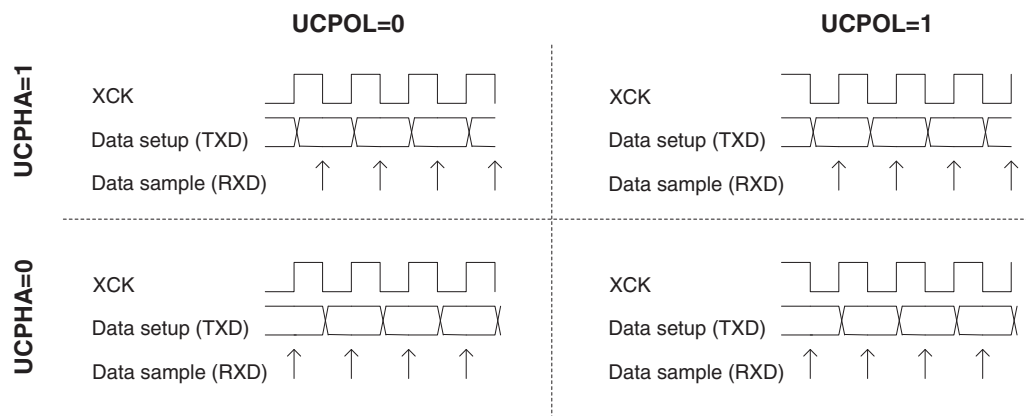 UCPOL=0
UCPOL=1
UCPHA=1
XCK
Data setup (TXD)
Data sample (RXD)
XCK
Data setup (TXD)
Data sample (RXD)
UCPHA=0
XCK
Data setup (TXD)
Data sample (RXD)
XCK
Data setup (TXD)
Data sample (RXD)